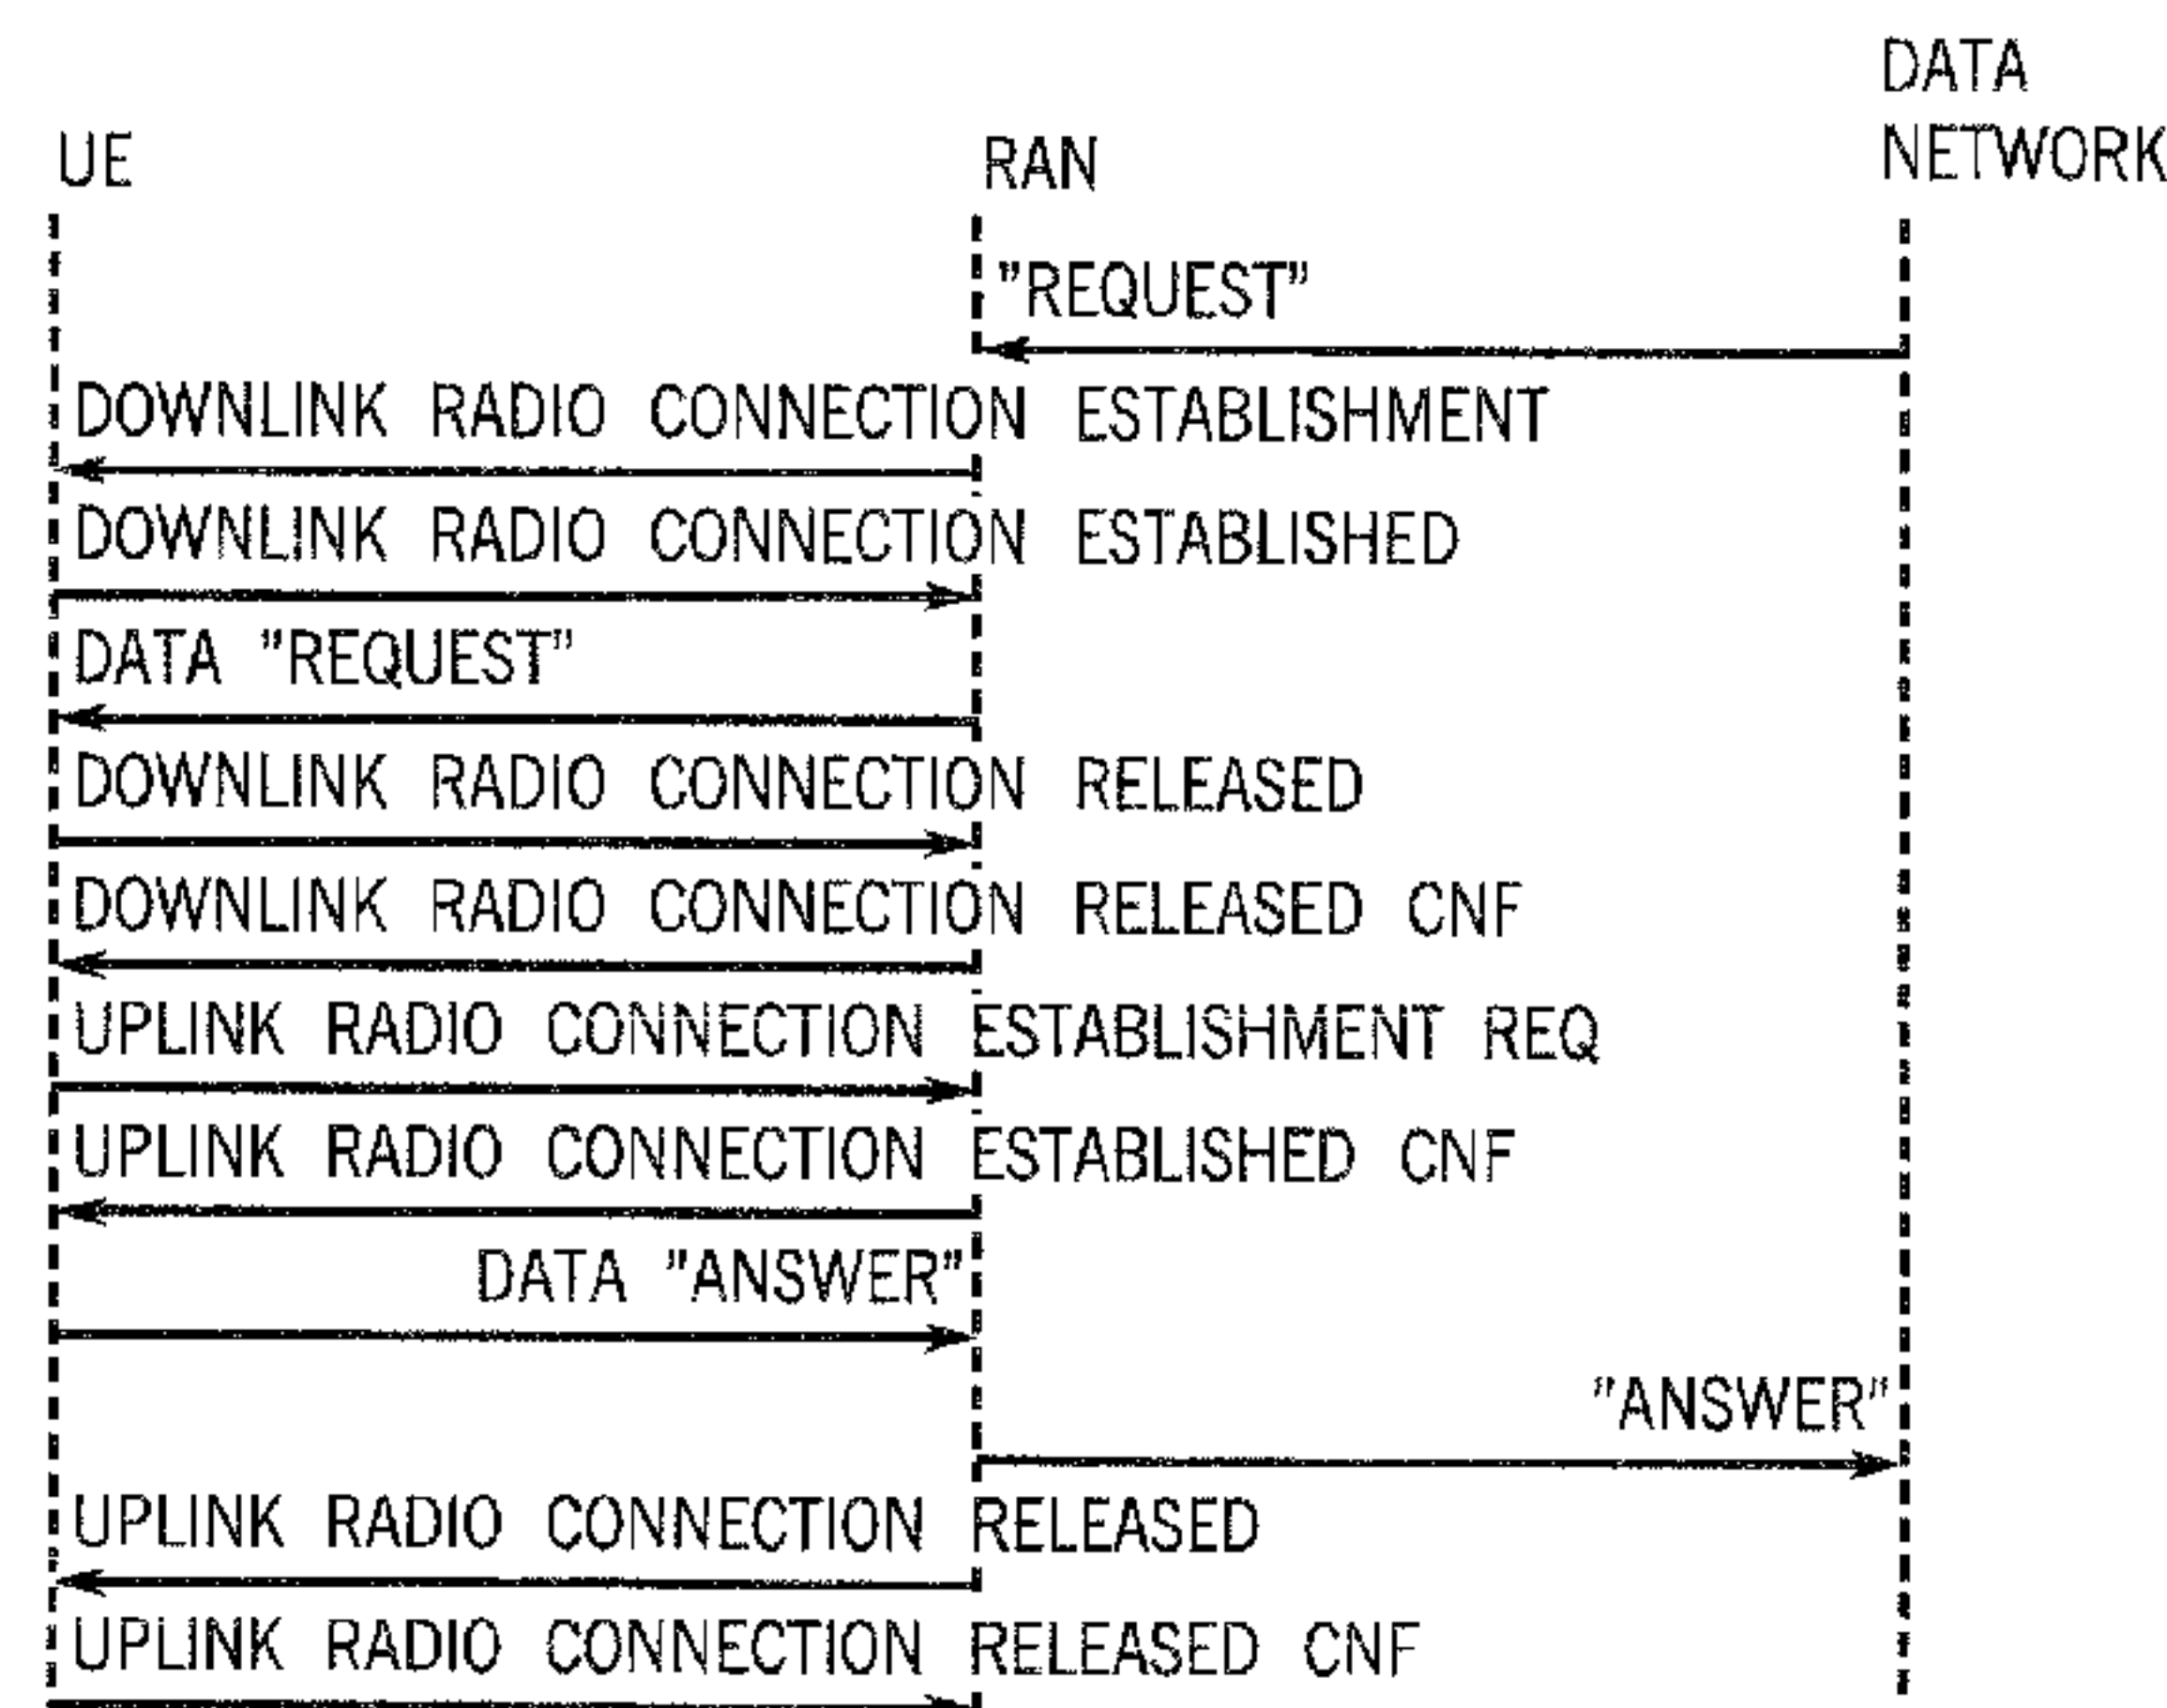 DATA
UE RAN NETWORK
"REQUEST"
DOWNLINK RADIO CONNECTION ESTABLISHMENT
DOWNLINK RADIO CONNECTION ESTABLISHED
DATA "REQUEST"
DOWNLINK RADIO CONNECTION RELEASED
DOWNLINK RADIO CONNECTION RELEASED CNF
UPLINK RADIO CONNECTION ESTABLISHMENT REQ
UPLINK RADIO CONNECTION ESTABLISHED CNF
DATA "ANSWER"
"ANSWER"
UPLINK RADIO CONNECTION RELEASED
UPLINK RADIO CONNECTION RELEASED CNF